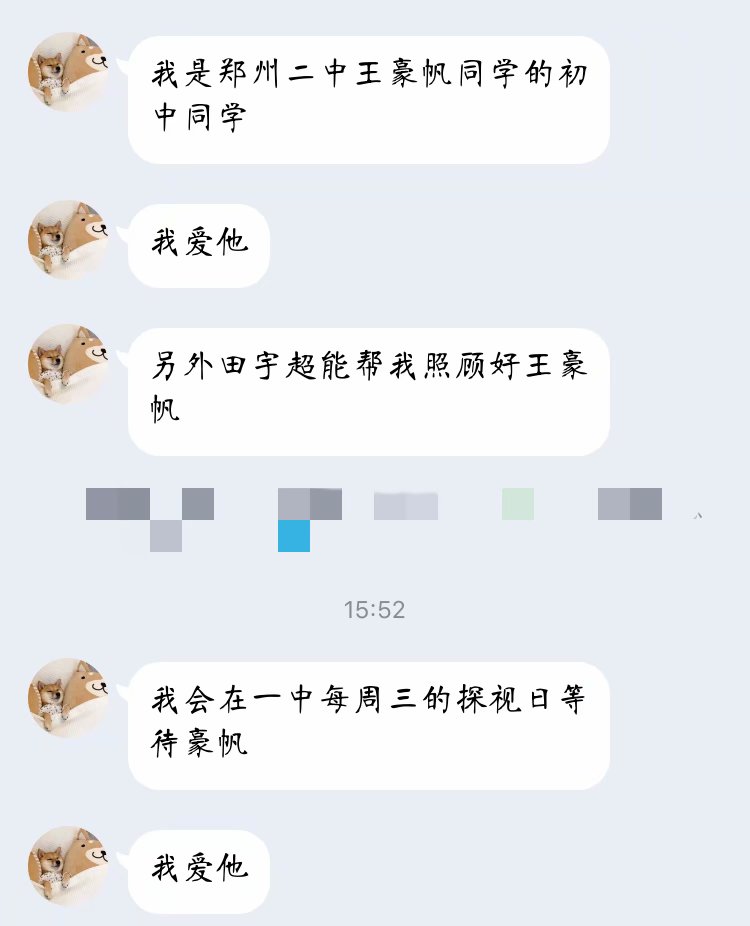 我是郑州二中王豪帆同学的初
中同学
我爱他
另外田宇超能帮我照顾好王豪
帆
15:52
我会在一中每周三的探视日等
待豪帆
我爱他